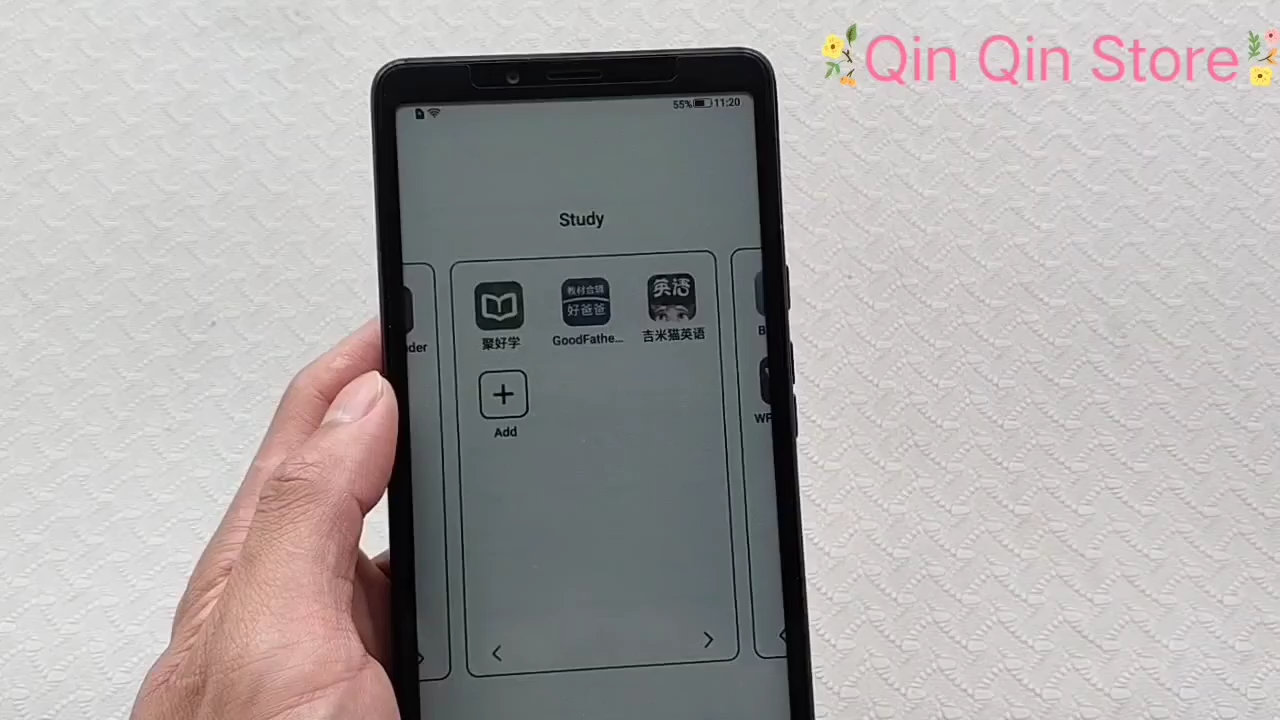 Qin Qin Store
55% 11:20
Study
英语
教材合辑
好爸爸
聚好学
GoodFathe...
吉米猫英语
der
Add
B
WP